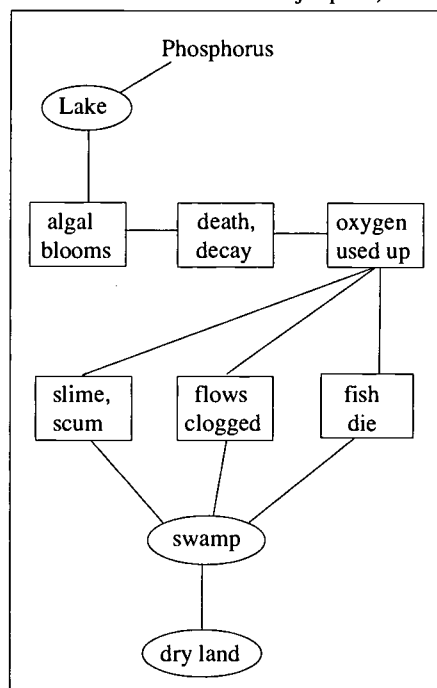 Phosphorus
Lake
algal
blooms
death,
decay
oxygen
used up
slime,
scum
flows
clogged
fish
die
swamp
dry land